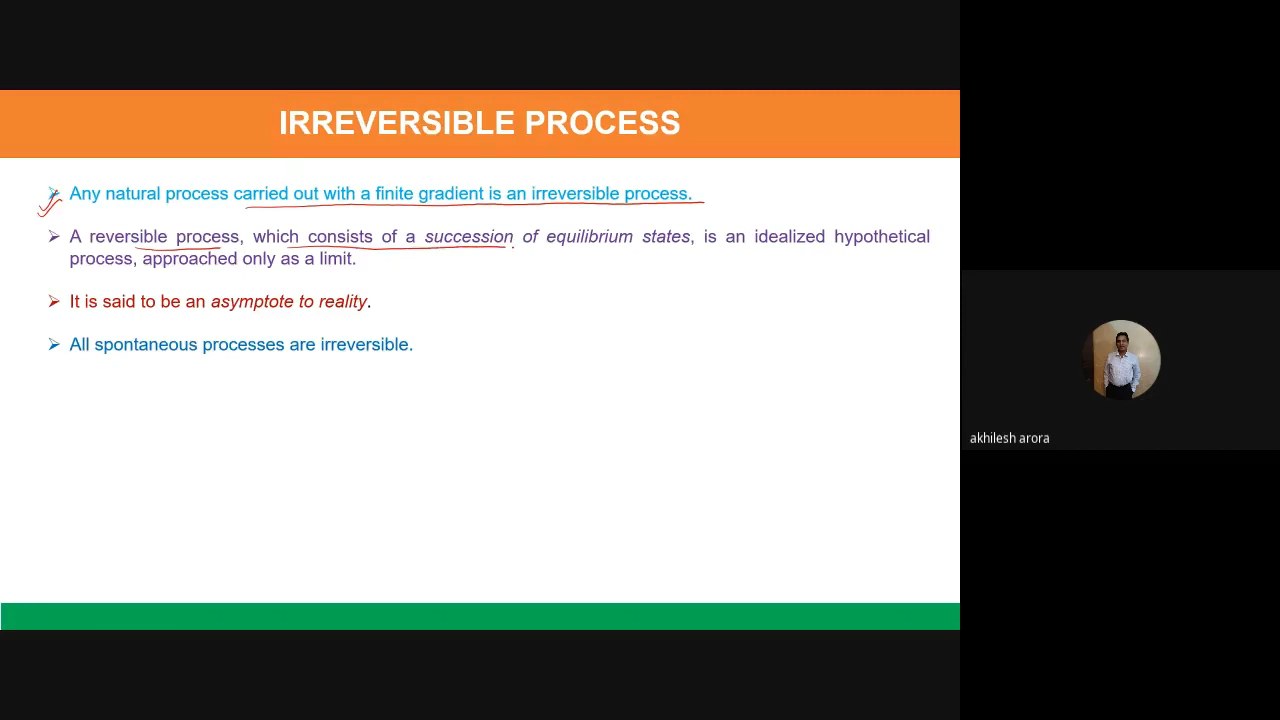 IRREVERSIBLE PROCESS
Any natural process carried out with a finite gradient is an irreversible process.
A reversible process, which consists of a succession of equilibrium states, is an idealized hypothetical
process, approached only as a limit.
It is said to be an asymptote to reality.
All spontaneous processes are irreversible.
akhilesh arora